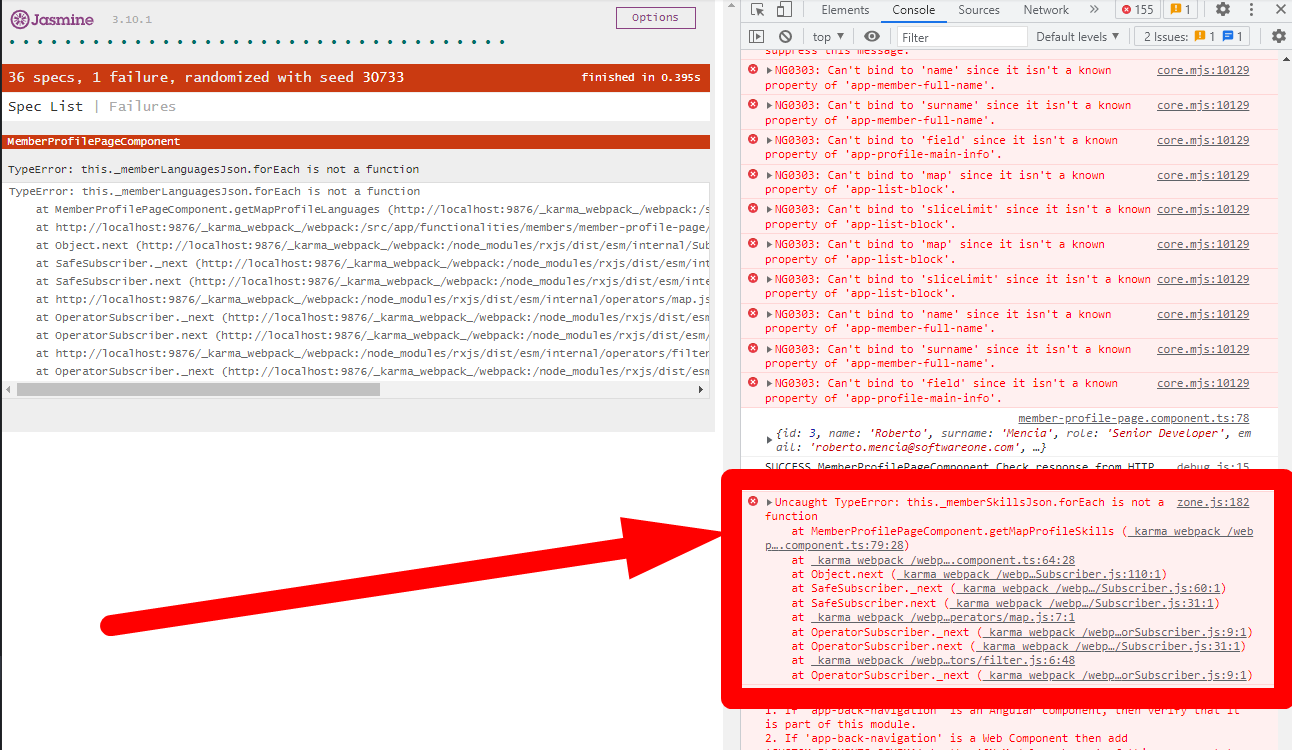 Jasmine 3.10.1
Options
36 specs, 1 failure, randomized with seed 30733
finished in 0.395s
Spec List | Failures
MemberProfilePageComponent
TypeError: this._memberLanguagesJson.forEach is not a function
TypeError: this._memberLanguagesJson.forEach is not a function
at MemberProfilePageComponent.getMapProfileLanguages (http://localhost:9876/_karma_webpack_/webpack:/s
at http://localhost:9876/_karma_webpack_/webpack:/src/app/functionalities/members/member-profile-page/
at Object.next (http://localhost:9876/_karma_webpack_/webpack:/node_modules/rxjs/dist/esm/internal/Sub
at SafeSubscriber._next (http://localhost:9876/_karma_webpack_/webpack:/node_modules/rxjs/dist/esm/int
at SafeSubscriber.next (http://localhost:9876/_karma_webpack_/webpack:/node_modules/rxjs/dist/esm/inte
at http://localhost:9876/_karma_webpack_/webpack:/node_modules/rxjs/dist/esm/internal/operators/map.js
at OperatorSubscriber._next (http://localhost:9876/_karma_webpack_/webpack:/node_modules/rxjs/dist/esm
at OperatorSubscriber.next (http://localhost:9876/_karma_webpack_/webpack:/node_modules/rxjs/dist/esm/
at http://localhost:9876/_karma_webpack_/webpack:/node_modules/rxjs/dist/esm/internal/operators/filter
at OperatorSubscriber._next (http://localhost:9876/_karma_webpack_/webpack:/node_modules/rxjs/dist/esm
Elements Console Sources Network » 155 1
top Filter Default levels 2 Issues: 1 1
suppress this message.
NG0303: Can't bind to 'name' since it isn't a known core.mjs:10129
property of 'app-member-full-name'.
NG0303: Can't bind to 'surname' since it isn't a known core.mjs:10129
property of 'app-member-full-name'.
NG0303: Can't bind to 'field' since it isn't a known core.mjs:10129
property of 'app-profile-main-info'.
NG0303: Can't bind to 'map' since it isn't a known core.mjs:10129
property of 'app-list-block'.
NG0303: Can't bind to 'sliceLimit' since it isn't a known core.mjs:10129
property of 'app-list-block'.
NG0303: Can't bind to 'map' since it isn't a known core.mjs:10129
property of 'app-list-block'.
NG0303: Can't bind to 'sliceLimit' since it isn't a known core.mjs:10129
property of 'app-list-block'.
NG0303: Can't bind to 'name' since it isn't a known core.mjs:10129
property of 'app-member-full-name'.
NG0303: Can't bind to 'surname' since it isn't a known core.mjs:10129
property of 'app-member-full-name'.
NG0303: Can't bind to 'field' since it isn't a known core.mjs:10129
property of 'app-profile-main-info'.
member-profile-page.component.ts:78
{id: 3, name: 'Roberto', surname: 'Mencia', role: 'Senior Developer', em
ail: 'roberto.mencia@softwareone.com', …}
SUCCESS MemberProfilePageComponent Check response from HTTP debug.js:15
Uncaught TypeError: this._memberSkillsJson.forEach is not a zone.js:182
function
at MemberProfilePageComponent.getMapProfileSkills (_karma_webpack_/web
p….component.ts:79:28)
at _karma_webpack_/webp….component.ts:64:28
at Object.next (_karma_webpack_/webp…Subscriber.js:110:1)
at SafeSubscriber._next (_karma_webpack_/webp…/Subscriber.js:60:1)
at SafeSubscriber.next (_karma_webpack_/webp…/Subscriber.js:31:1)
at _karma_webpack_/webp…perators/map.js:7:1
at OperatorSubscriber._next (_karma_webpack_/webp…orSubscriber.js:9:1)
at OperatorSubscriber.next (_karma_webpack_/webp…/Subscriber.js:31:1)
at _karma_webpack_/webp…tors/filter.js:6:48
at OperatorSubscriber._next (_karma_webpack_/webp…orSubscriber.js:9:1)
1. If 'app-back-navigation' is an Angular component, then verify that it
is part of this module.
2. If 'app-back-navigation' is a Web Component then add